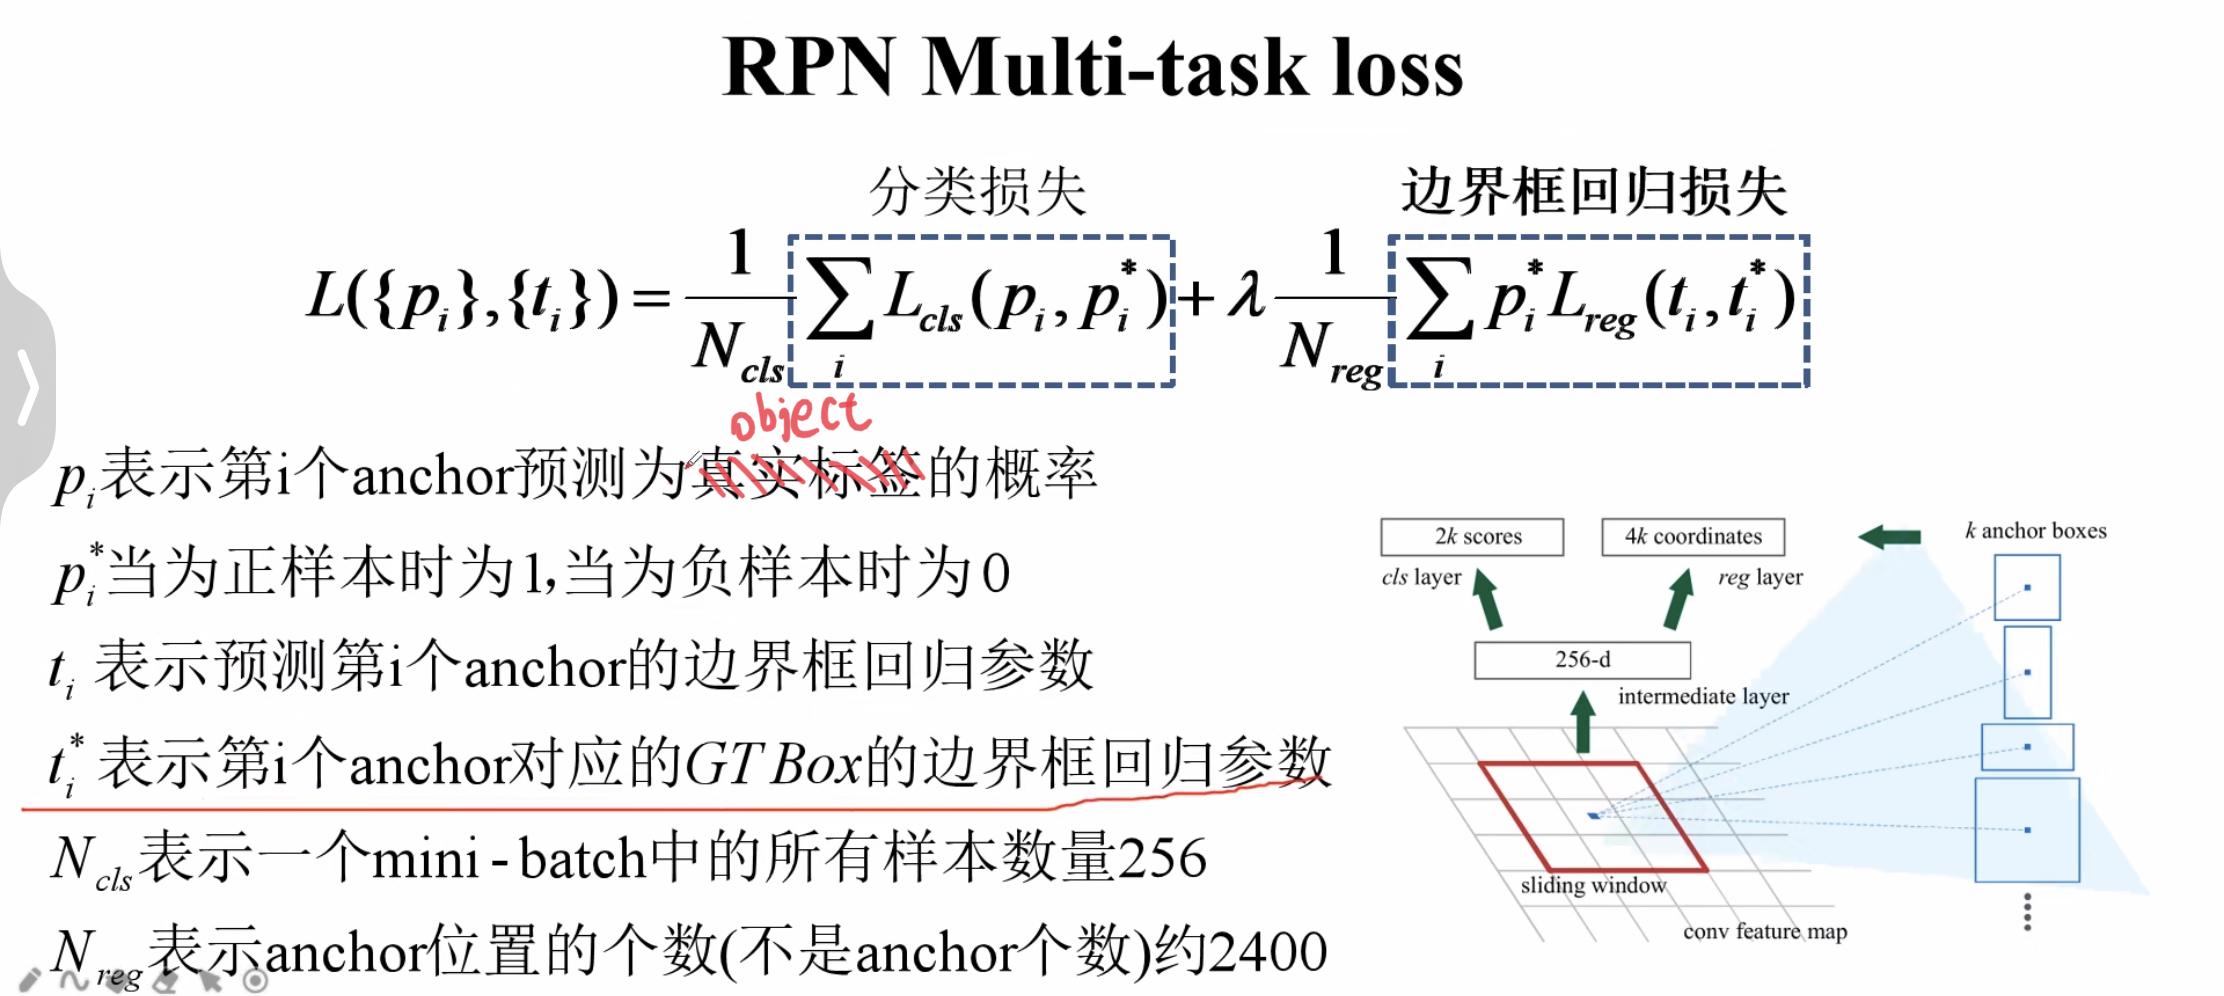 RPN Multi-task loss
分类损失 边界框回归损失
L({p_i},{t_i}) = \frac{1}{N_{cls}} \sum_i L_{cls}(p_i, p_i^*) + λ \frac{1}{N_{reg}} \sum_i p_i^* L_{reg}(t_i, t_i^*)
object
p_i表示第i个anchor预测为真实标签的概率
p_i^*当为正样本时为1,当为负样本时为0
t_i 表示预测第i个anchor的边界框回归参数
t_i^* 表示第i个anchor对应的GT Box的边界框回归参数
N_{cls}表示一个mini-batch中的所有样本数量256
N_{reg}表示anchor位置的个数(不是anchor个数)约2400
2k scores
4k coordinates
k anchor boxes
cls layer
reg layer
256-d
intermediate layer
sliding window
conv feature map